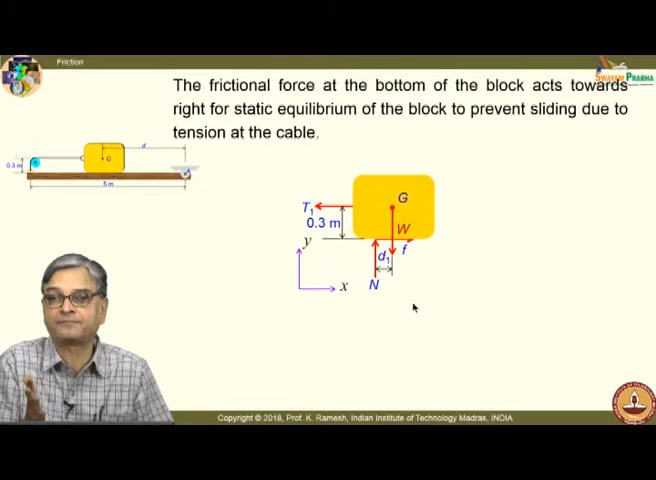 Friction
SWAYAM PRABHA
The frictional force at the bottom of the block acts towards
right for static equilibrium of the block to prevent sliding due to
tension at the cable.
d
G
0.3 m
5 m
G
T1
W
0.3 m
y
f
d1
x
N
Copyright © 2018, Prof. K. Ramesh, Indian Institute of Technology Madras, INDIA